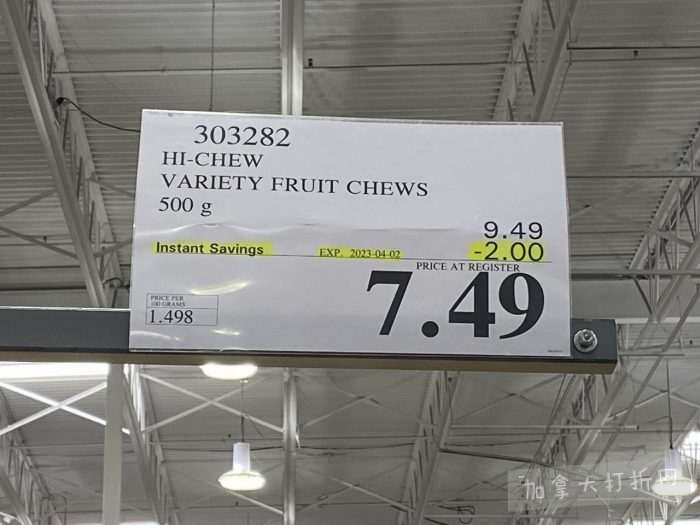 303282
HI-CHEW
VARIETY FRUIT CHEWS
500 g
9.49
Instant Savings EXP. 2023-04-02 -2.00
PRICE AT REGISTER
7.49
PRICE PER
100 GRAMS
1.498
加拿大打折网